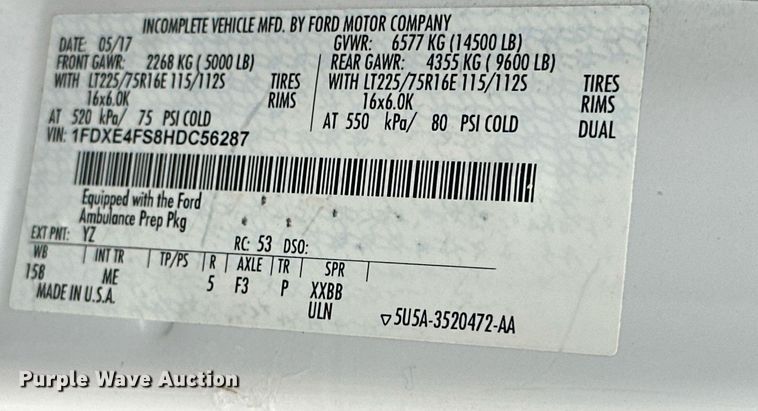 INCOMPLETE VEHICLE MFD. BY FORD MOTOR COMPANY
DATE: 05/17 GVWR: 6577 KG (14500 LB)
FRONT GAWR: 2268 KG ( 5000 LB) REAR GAWR: 4355 KG ( 9600 LB)
WITH LT225/75R16E 115/112S TIRES WITH LT225/75R16E 115/112S TIRES
16x6.0K RIMS 16x6.0K RIMS
AT 520 kPa/ 75 PSI COLD AT 550 kPa/ 80 PSI COLD DUAL
VIN: 1FDXE4FS8HDC56287
Equipped with the Ford
Ambulance Prep Pkg
EXT PNT: YZ RC: 53 DSO:
WB INT TR TP/PS R AXLE TR SPR
158 ME 5 F3 P XXBB
MADE IN U.S.A. ULN ▽5U5A-3520472-AA
Purple Wave Auction